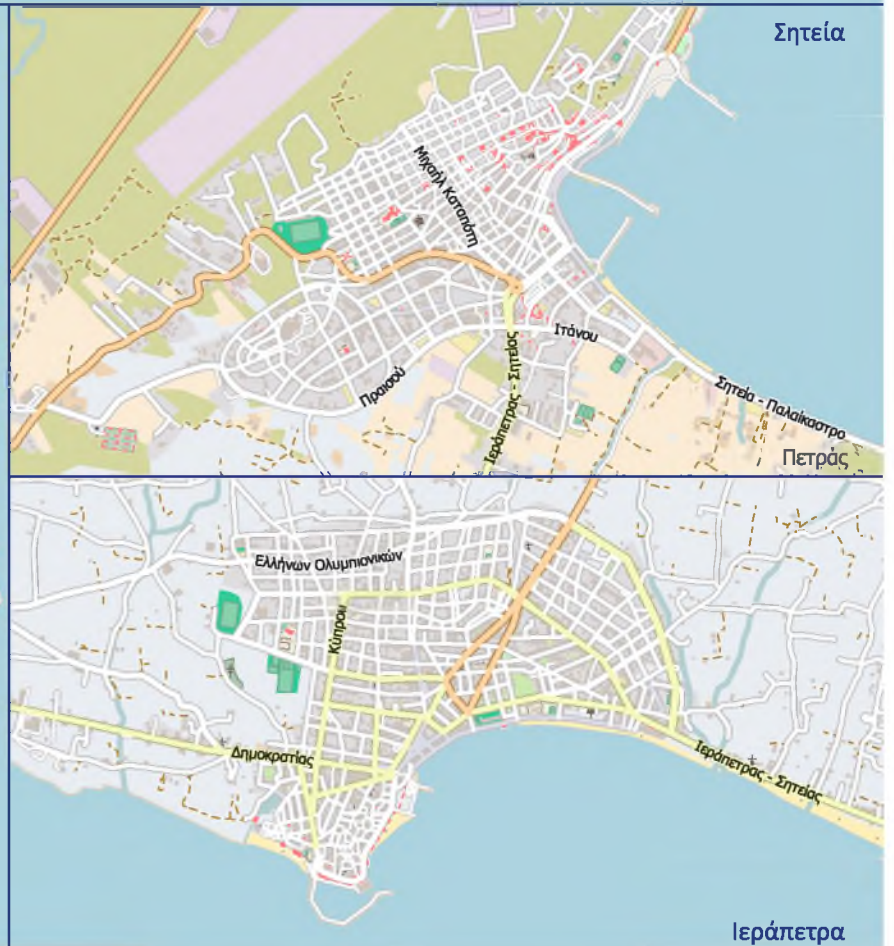 Σητεία
Μιχαήλ Καταπότη
Ιτάνου
Πραισού
Ιεράπετρας - Σητείας
Σητεία - Παλαίκαστρο
Πετράς
Ελλήνων Ολυμπιονικών
Κύπρου
Δημοκρατίας
Ιεράπετρας - Σητείας
Ιεράπετρα